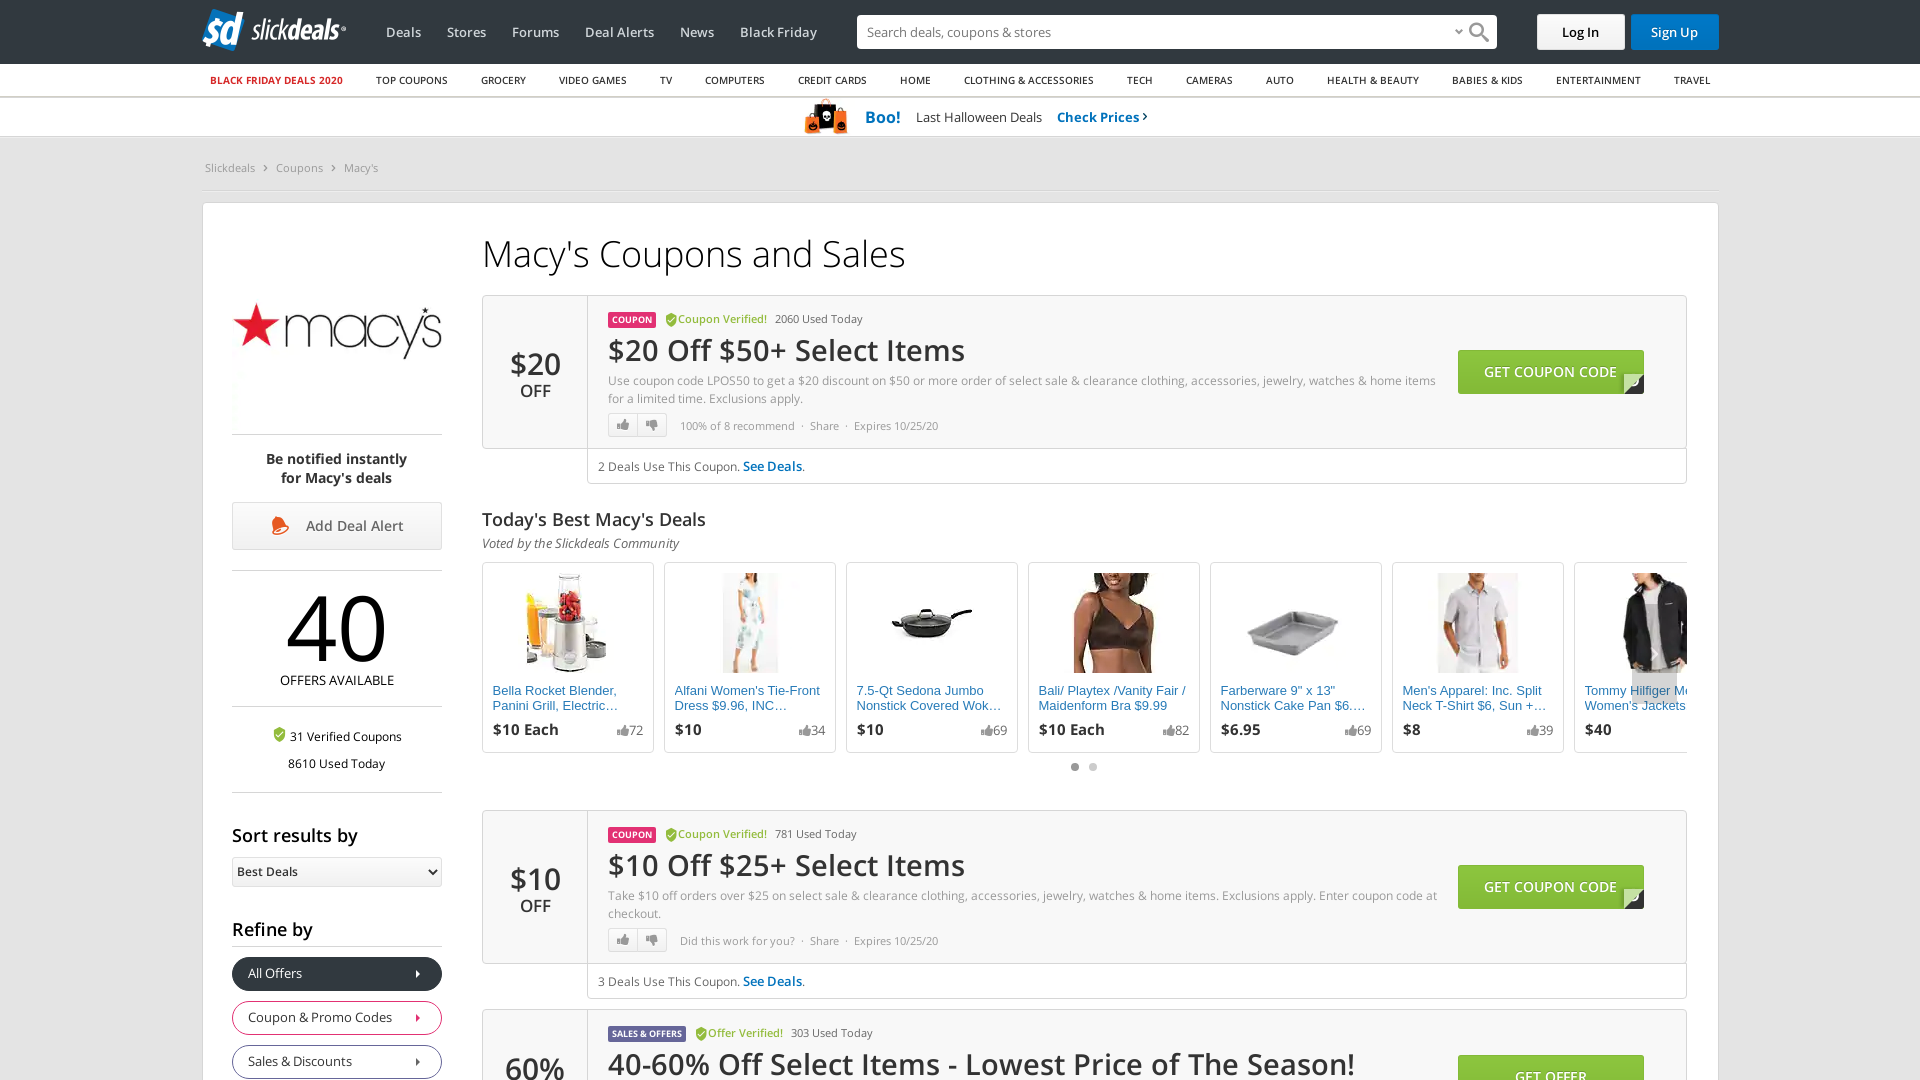 slickdeals
Deals
Stores
Forums
Deal Alerts
News
Black Friday
Search deals, coupons & stores
Log In
Sign Up
BLACK FRIDAY DEALS 2020
TOP COUPONS
GROCERY
VIDEO GAMES
TV
COMPUTERS
CREDIT CARDS
HOME
CLOTHING & ACCESSORIES
TECH
CAMERAS
AUTO
HEALTH & BEAUTY
BABIES & KIDS
ENTERTAINMENT
TRAVEL
Boo! Last Halloween Deals Check Prices ›
Slickdeals › Coupons › Macy's
macy's
Be notified instantly
for Macy's deals
Add Deal Alert
40
OFFERS AVAILABLE
31 Verified Coupons
8610 Used Today
Sort results by
Best Deals
Refine by
All Offers
Coupon & Promo Codes
Sales & Discounts
Macy's Coupons and Sales
$20
OFF
COUPON Coupon Verified! 2060 Used Today
$20 Off $50+ Select Items
Use coupon code LPOS50 to get a $20 discount on $50 or more order of select sale & clearance clothing, accessories, jewelry, watches & home items
for a limited time. Exclusions apply.
100% of 8 recommend · Share · Expires 10/25/20
GET COUPON CODE
2 Deals Use This Coupon. See Deals.
Today's Best Macy's Deals
Voted by the Slickdeals Community
Bella Rocket Blender,
Panini Grill, Electric…
$10 Each 72
Alfani Women's Tie-Front
Dress $9.96, INC…
$10 34
7.5-Qt Sedona Jumbo
Nonstick Covered Wok…
$10 69
Bali/ Playtex /Vanity Fair /
Maidenform Bra $9.99
$10 Each 82
Farberware 9" x 13"
Nonstick Cake Pan $6.…
$6.95 69
Men's Apparel: Inc. Split
Neck T-Shirt $6, Sun +…
$8 39
Tommy Hilfiger Me
Women's Jackets
$40
$10
OFF
COUPON Coupon Verified! 781 Used Today
$10 Off $25+ Select Items
Take $10 off orders over $25 on select sale & clearance clothing, accessories, jewelry, watches & home items. Exclusions apply. Enter coupon code at
checkout.
Did this work for you? · Share · Expires 10/25/20
GET COUPON CODE
3 Deals Use This Coupon. See Deals.
60%
SALES & OFFERS Offer Verified! 303 Used Today
40-60% Off Select Items - Lowest Price of The Season!
GET OFFER